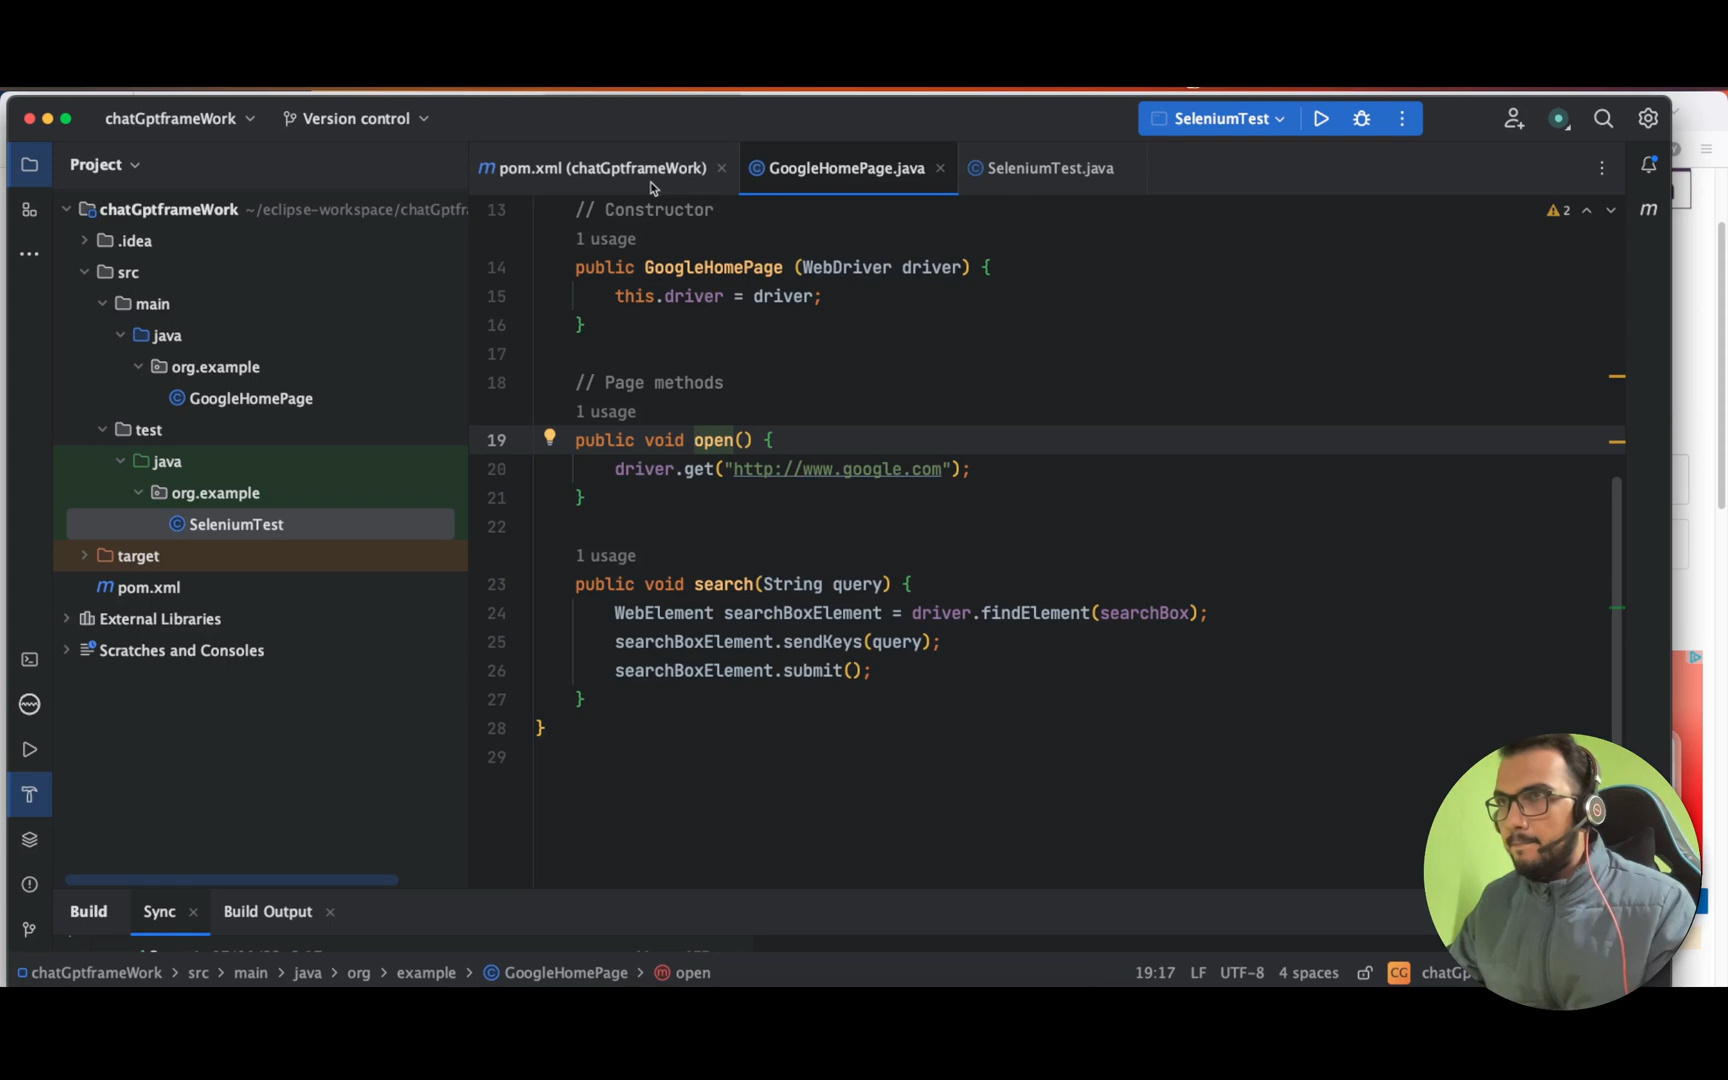 chatGptframeWork
Version control
SeleniumTest
Project
pom.xml (chatGptframeWork)
GoogleHomePage.java
SeleniumTest.java
chatGptframeWork ~/eclipse-workspace/chatGptfr
.idea
src
main
java
org.example
GoogleHomePage
test
java
org.example
SeleniumTest
target
pom.xml
External Libraries
Scratches and Consoles
2
13 // Constructor
1 usage
14 public GoogleHomePage (WebDriver driver) {
15 this.driver = driver;
16 }
17
18 // Page methods
1 usage
19 public void open() {
20 driver.get("http://www.google.com");
21 }
22
1 usage
23 public void search(String query) {
24 WebElement searchBoxElement = driver.findElement(searchBox);
25 searchBoxElement.sendKeys(query);
26 searchBoxElement.submit();
27 }
28 }
29
Build
Sync
Build Output
chatGptframeWork > src > main > java > org > example > GoogleHomePage > open
19:17 LF UTF-8 4 spaces CG chatGp